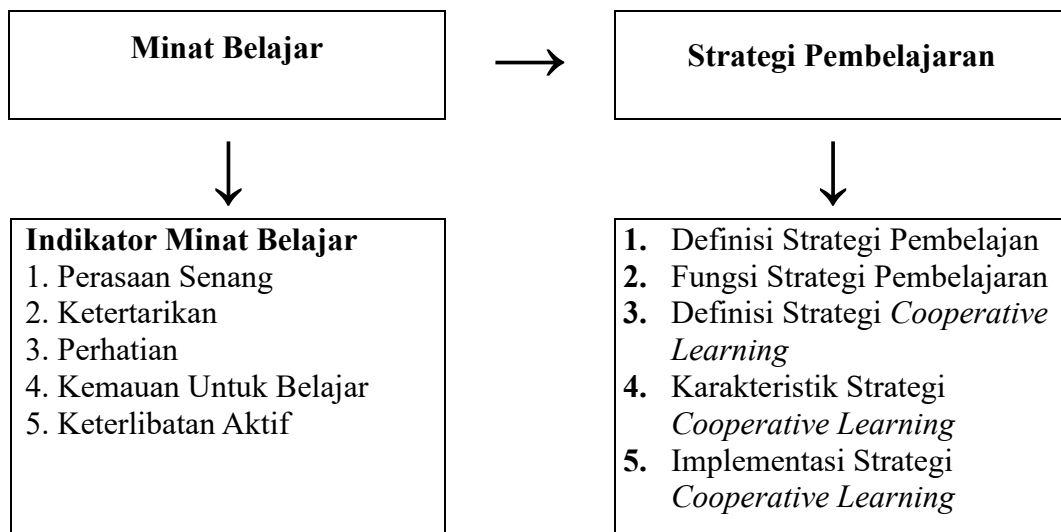 Minat Belajar
→
Strategi Pembelajaran
↓
↓
Indikator Minat Belajar
1. Perasaan Senang
2. Ketertarikan
3. Perhatian
4. Kemauan Untuk Belajar
5. Keterlibatan Aktif
1. Definisi Strategi Pembelajan
2. Fungsi Strategi Pembelajaran
3. Definisi Strategi Cooperative
Learning
4. Karakteristik Strategi
Cooperative Learning
5. Implementasi Strategi
Cooperative Learning